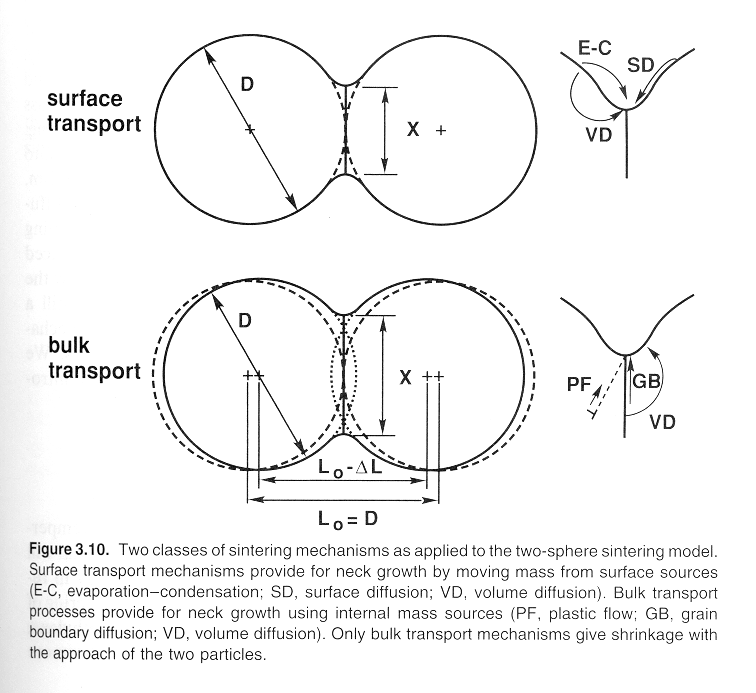 surface
transport
D
X
E-C
SD
VD
bulk
transport
D
X
L₀-ΔL
L₀ = D
PF
GB
VD
Figure 3.10. Two classes of sintering mechanisms as applied to the two-sphere sintering model.
Surface transport mechanisms provide for neck growth by moving mass from surface sources
(E-C, evaporation–condensation; SD, surface diffusion; VD, volume diffusion). Bulk transport
processes provide for neck growth using internal mass sources (PF, plastic flow; GB, grain
boundary diffusion; VD, volume diffusion). Only bulk transport mechanisms give shrinkage with
the approach of the two particles.